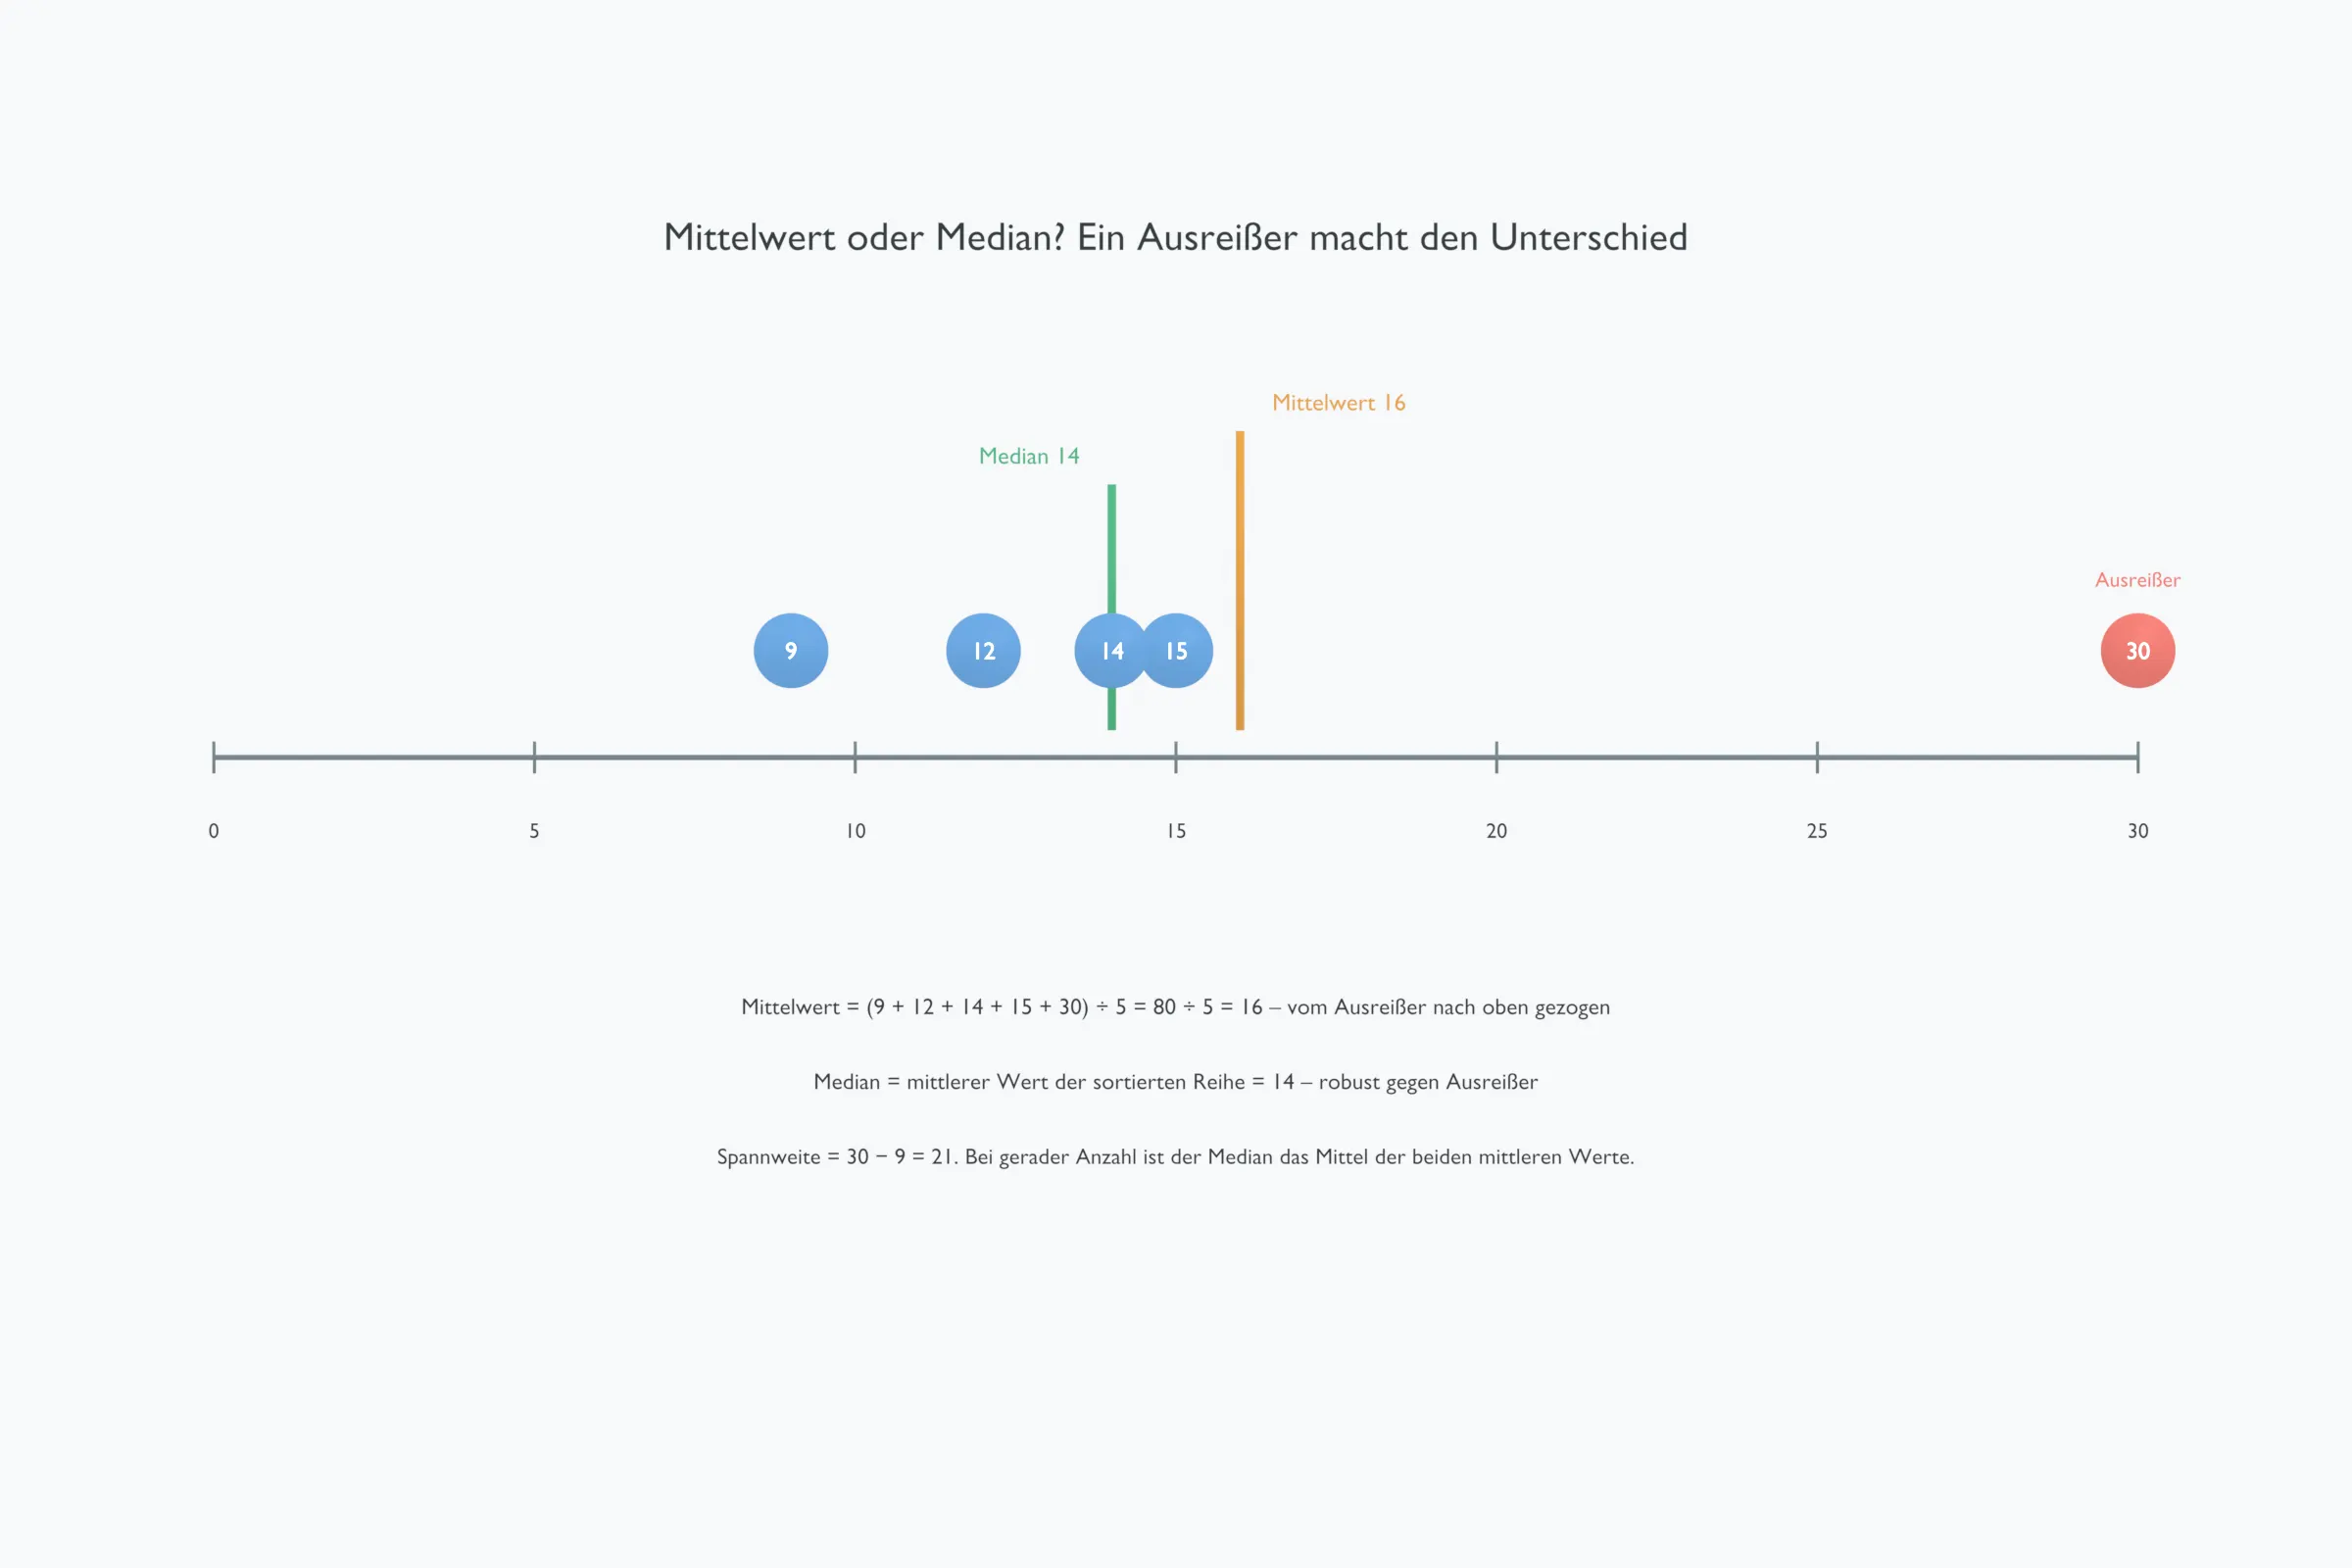 Mittelwert oder Median? Ein Ausreißer macht den Unterschied
Mittelwert 16
Median 14
Ausreißer
9 12 14 15 30
0 5 10 15 20 25 30
Mittelwert = (9 + 12 + 14 + 15 + 30) ÷ 5 = 80 ÷ 5 = 16 – vom Ausreißer nach oben gezogen
Median = mittlerer Wert der sortierten Reihe = 14 – robust gegen Ausreißer
Spannweite = 30 − 9 = 21. Bei gerader Anzahl ist der Median das Mittel der beiden mittleren Werte.